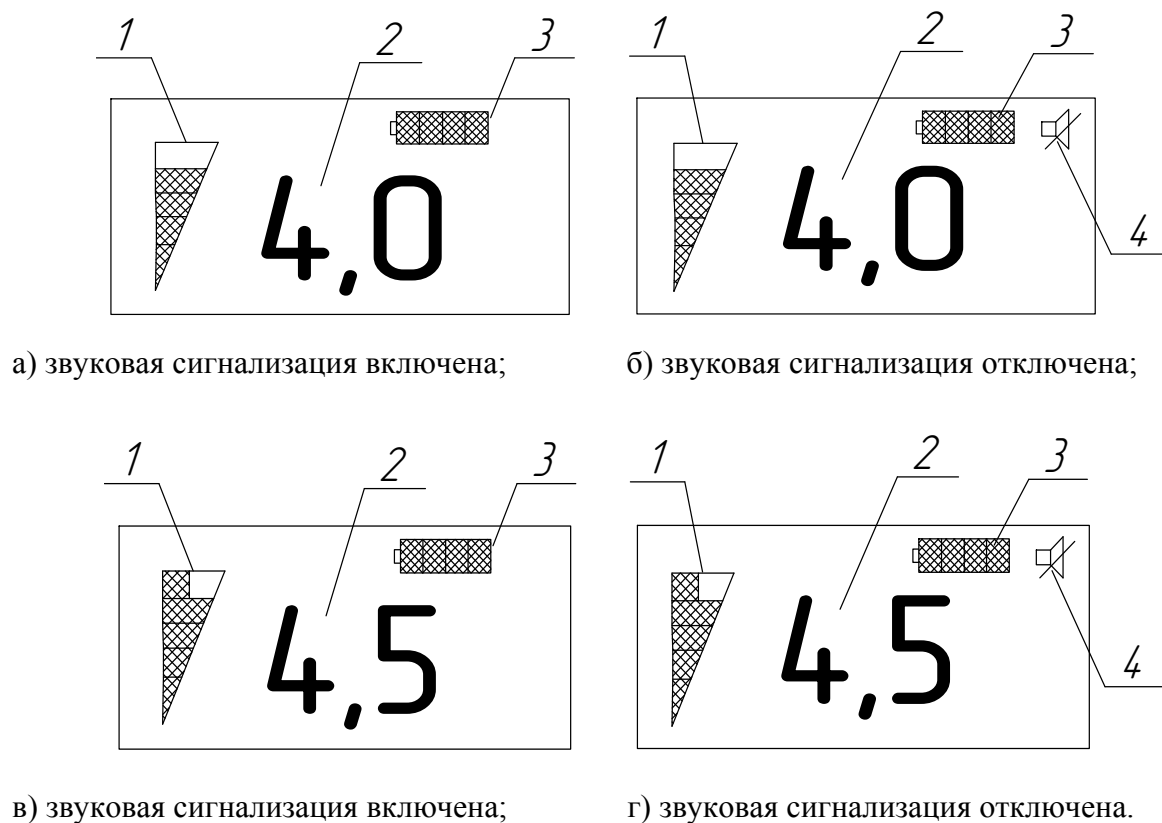 1 2 3 1 2 3
4,0 4,0
4
а) звуковая сигнализация включена; б) звуковая сигнализация отключена;
1 2 3 1 2 3
4,5 4,5
4
в) звуковая сигнализация включена; г) звуковая сигнализация отключена.